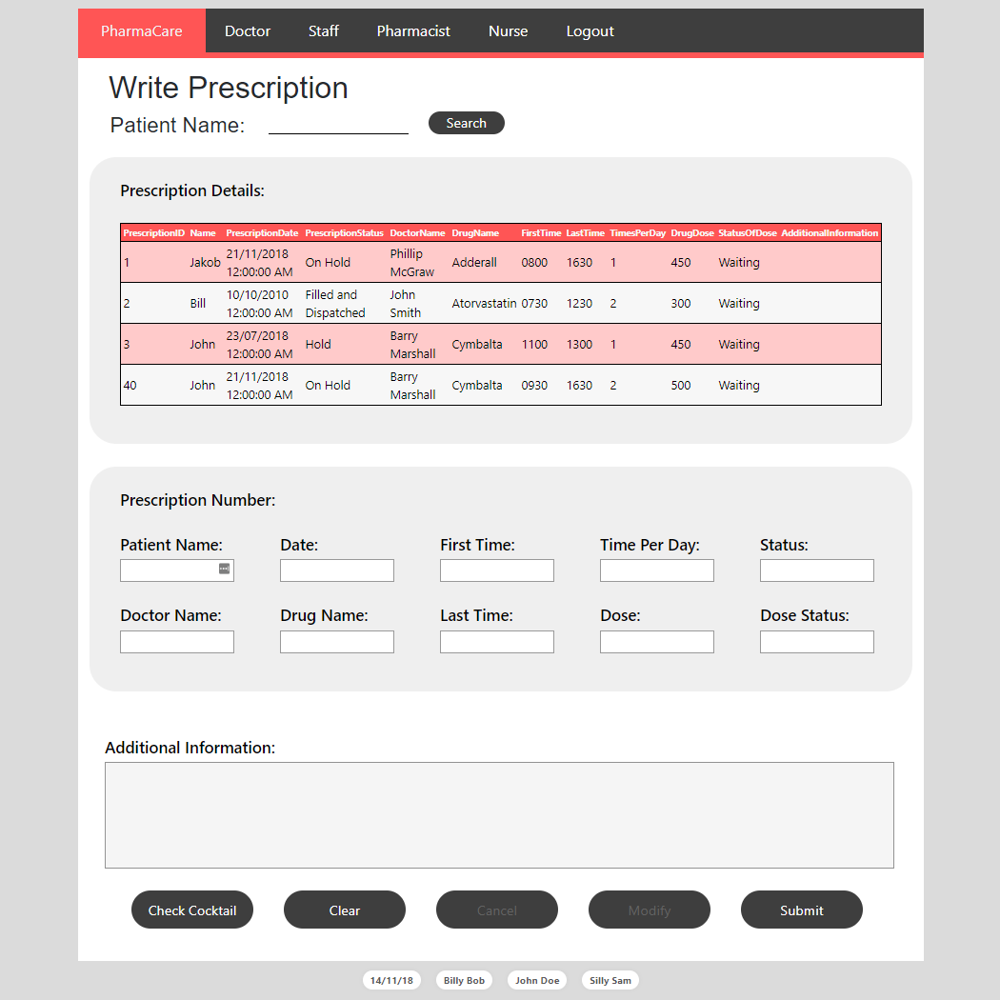 PharmaCare Doctor Staff Pharmacist Nurse Logout
Write Prescription
Patient Name: Search
Prescription Details:
PrescriptionID Name PrescriptionDate PrescriptionStatus DoctorName DrugName FirstTime LastTime TimesPerDay DrugDose StatusOfDose AdditionalInformation
1 Jakob 21/11/2018 12:00:00 AM On Hold Phillip McGraw Adderall 0800 1630 1 450 Waiting
2 Bill 10/10/2010 12:00:00 AM Filled and Dispatched John Smith Atorvastatin 0730 1230 2 300 Waiting
3 John 23/07/2018 12:00:00 AM Hold Barry Marshall Cymbalta 1100 1300 1 450 Waiting
40 John 21/11/2018 12:00:00 AM On Hold Barry Marshall Cymbalta 0930 1630 2 500 Waiting
Prescription Number:
Patient Name: Date: First Time: Time Per Day: Status:
Doctor Name: Drug Name: Last Time: Dose: Dose Status:
Additional Information:
Check Cocktail Clear Cancel Modify Submit
14/11/18 Billy Bob John Doe Silly Sam